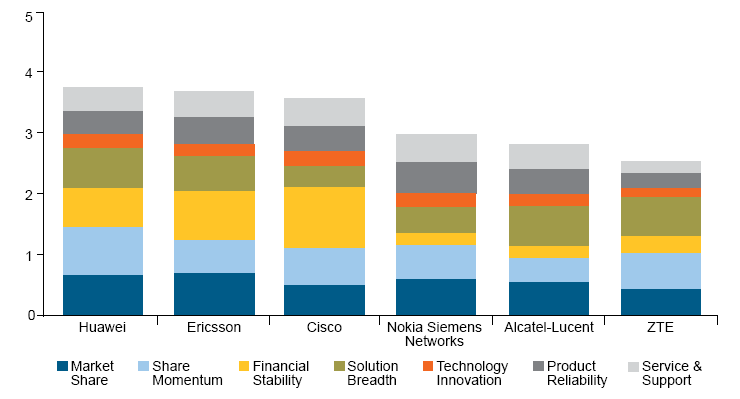 5
4
3
2
1
0
Huawei Ericsson Cisco Nokia Siemens Alcatel-Lucent ZTE
Networks
Market Share Financial Solution Technology Product Service &
Share Momentum Stability Breadth Innovation Reliability Support